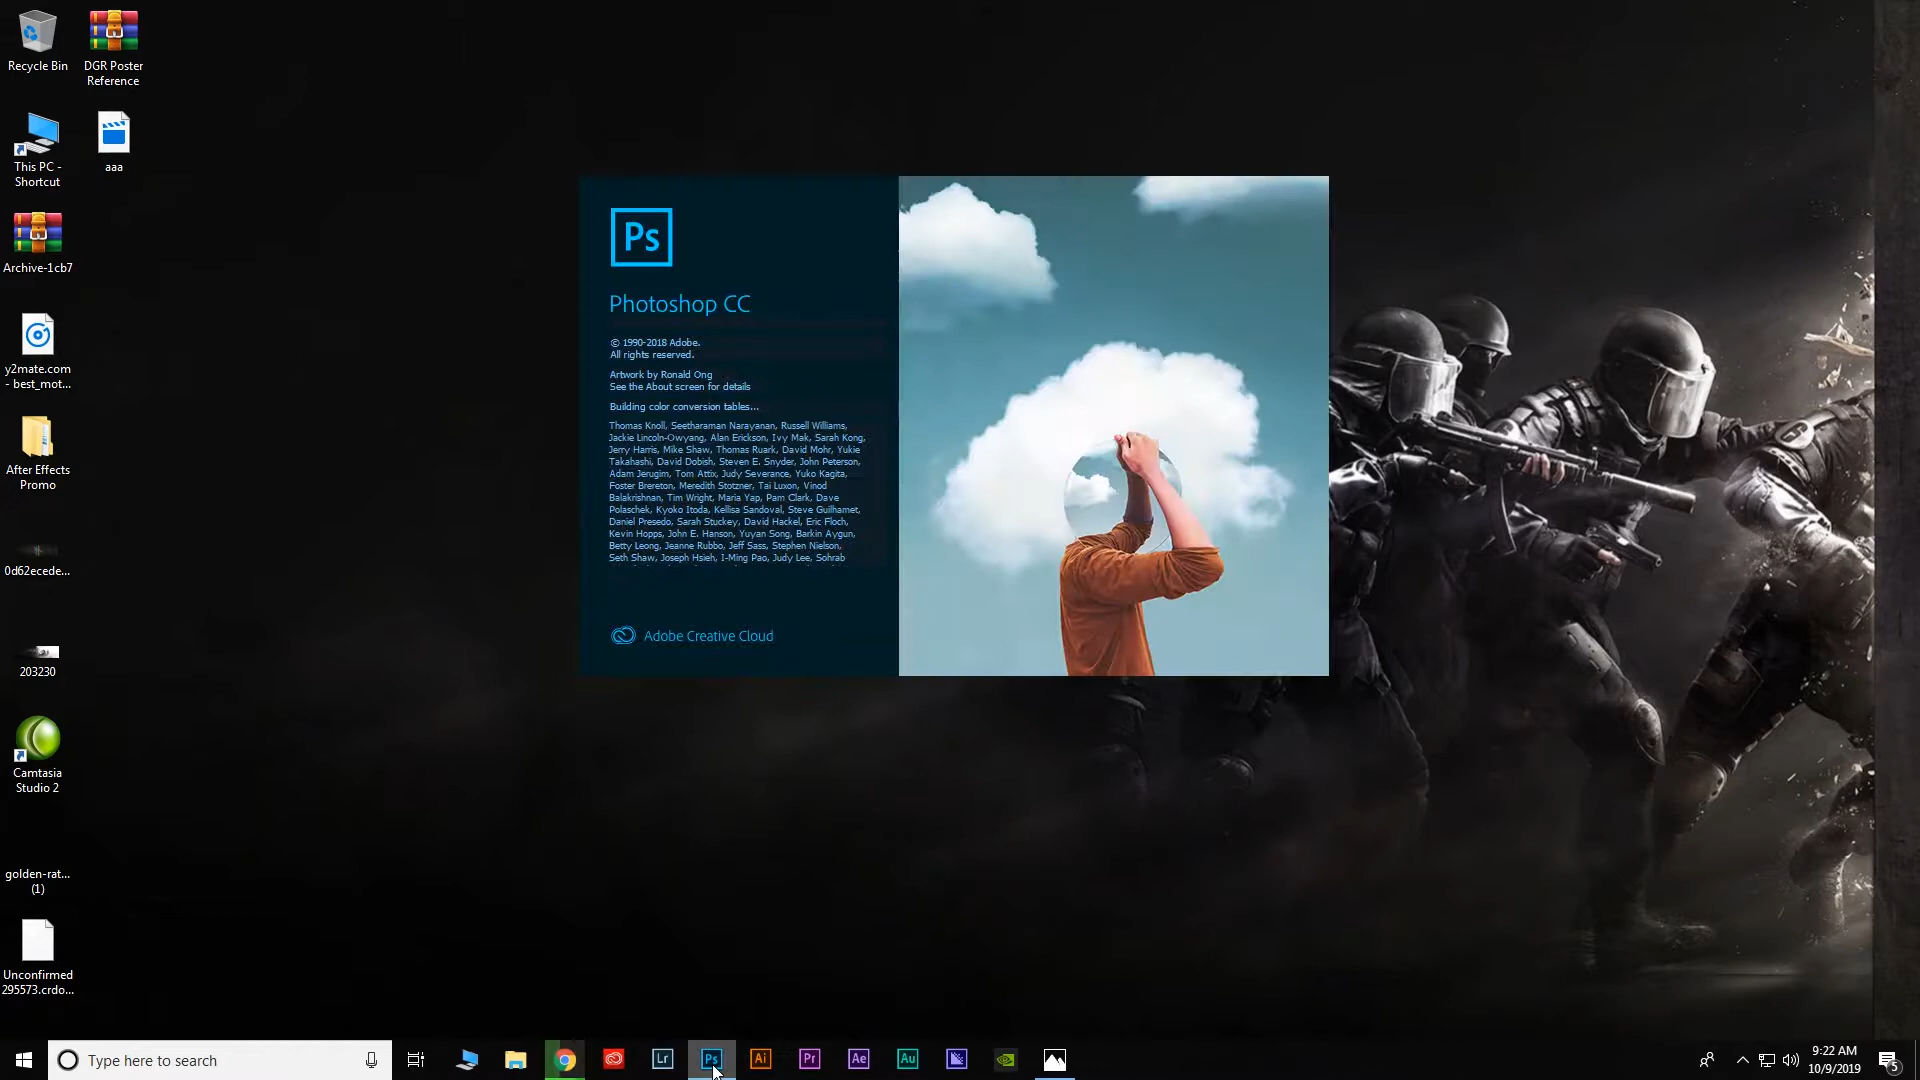 Recycle Bin
DGR Poster
Reference
This PC -
Shortcut
aaa
Archive-1cb7
y2mate.com
- best_mot...
After Effects
Promo
0d62ecede...
203230
Camtasia
Studio 2
golden-rat...
(1)
Unconfirmed
295573.crdo...
Ps
Photoshop CC
© 1990-2018 Adobe.
All rights reserved.
Artwork by Ronald Ong
See the About screen for details
Building color conversion tables...
Thomas Knoll, Seetharaman Narayanan, Russell Williams,
Jackie Lincoln-Owyang, Alan Erickson, Ivy Mak, Sarah Kong,
Jerry Harris, Mike Shaw, Thomas Ruark, David Mohr, Yukie
Takahashi, David Dobish, Steven E. Snyder, John Peterson,
Adam Jerugim, Tom Attix, Judy Severance, Yuko Kagita,
Foster Brereton, Meredith Stotzner, Tai Luxon, Vinod
Balakrishnan, Tim Wright, Maria Yap, Pam Clark, Dave
Polaschek, Kyoko Itoda, Kellisa Sandoval, Steve Guilhamet,
Daniel Presedo, Sarah Stuckey, David Hackel, Eric Floch,
Kevin Hopps, John E. Hanson, Yuyan Song, Barkin Aygun,
Betty Leong, Jeanne Rubbo, Jeff Sass, Stephen Nielson,
Seth Shaw, Joseph Hsieh, I-Ming Pao, Judy Lee, Sohrab
Adobe Creative Cloud
Type here to search
Lr
Ps
Ai
Pr
Ae
Au
9:22 AM
10/9/2019
5